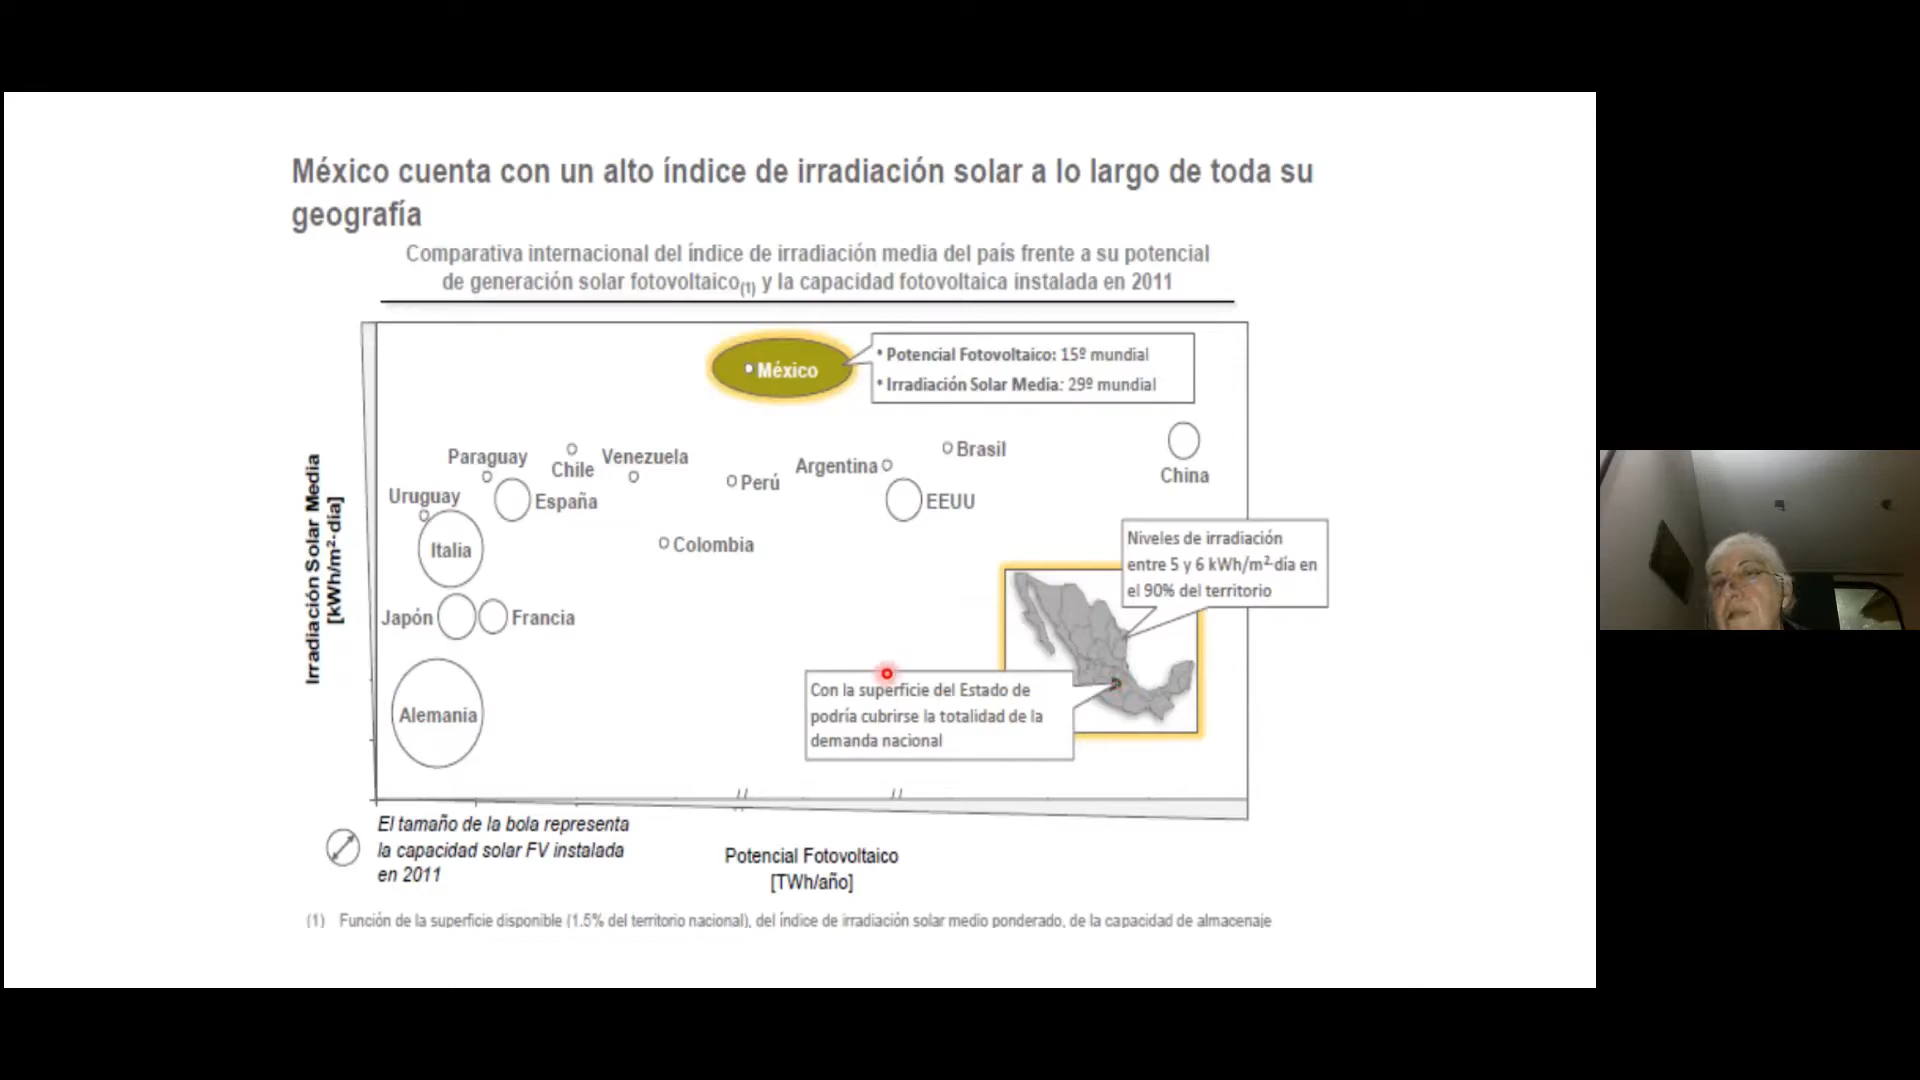 México cuenta con un alto índice de irradiación solar a lo largo de toda su
geografía
Comparativa internacional del índice de irradiación media del país frente a su potencial
de generación solar fotovoltaico(1) y la capacidad fotovoltaica instalada en 2011
México
• Potencial Fotovoltaico: 15º mundial
• Irradiación Solar Media: 29º mundial
Irradiación Solar Media
[kWh/m²·día]
Paraguay
Chile
Venezuela
Perú
Argentina
Brasil
China
Uruguay
España
EEUU
Italia
Colombia
Japón
Francia
Alemania
Niveles de irradiación
entre 5 y 6 kWh/m²·día en
el 90% del territorio
Con la superficie del Estado de
podría cubrirse la totalidad de la
demanda nacional
El tamaño de la bola representa
la capacidad solar FV instalada
en 2011
Potencial Fotovoltaico
[TWh/año]
(1) Función de la superficie disponible (1.5% del territorio nacional), del índice de irradiación solar medio ponderado, de la capacidad de almacenaje